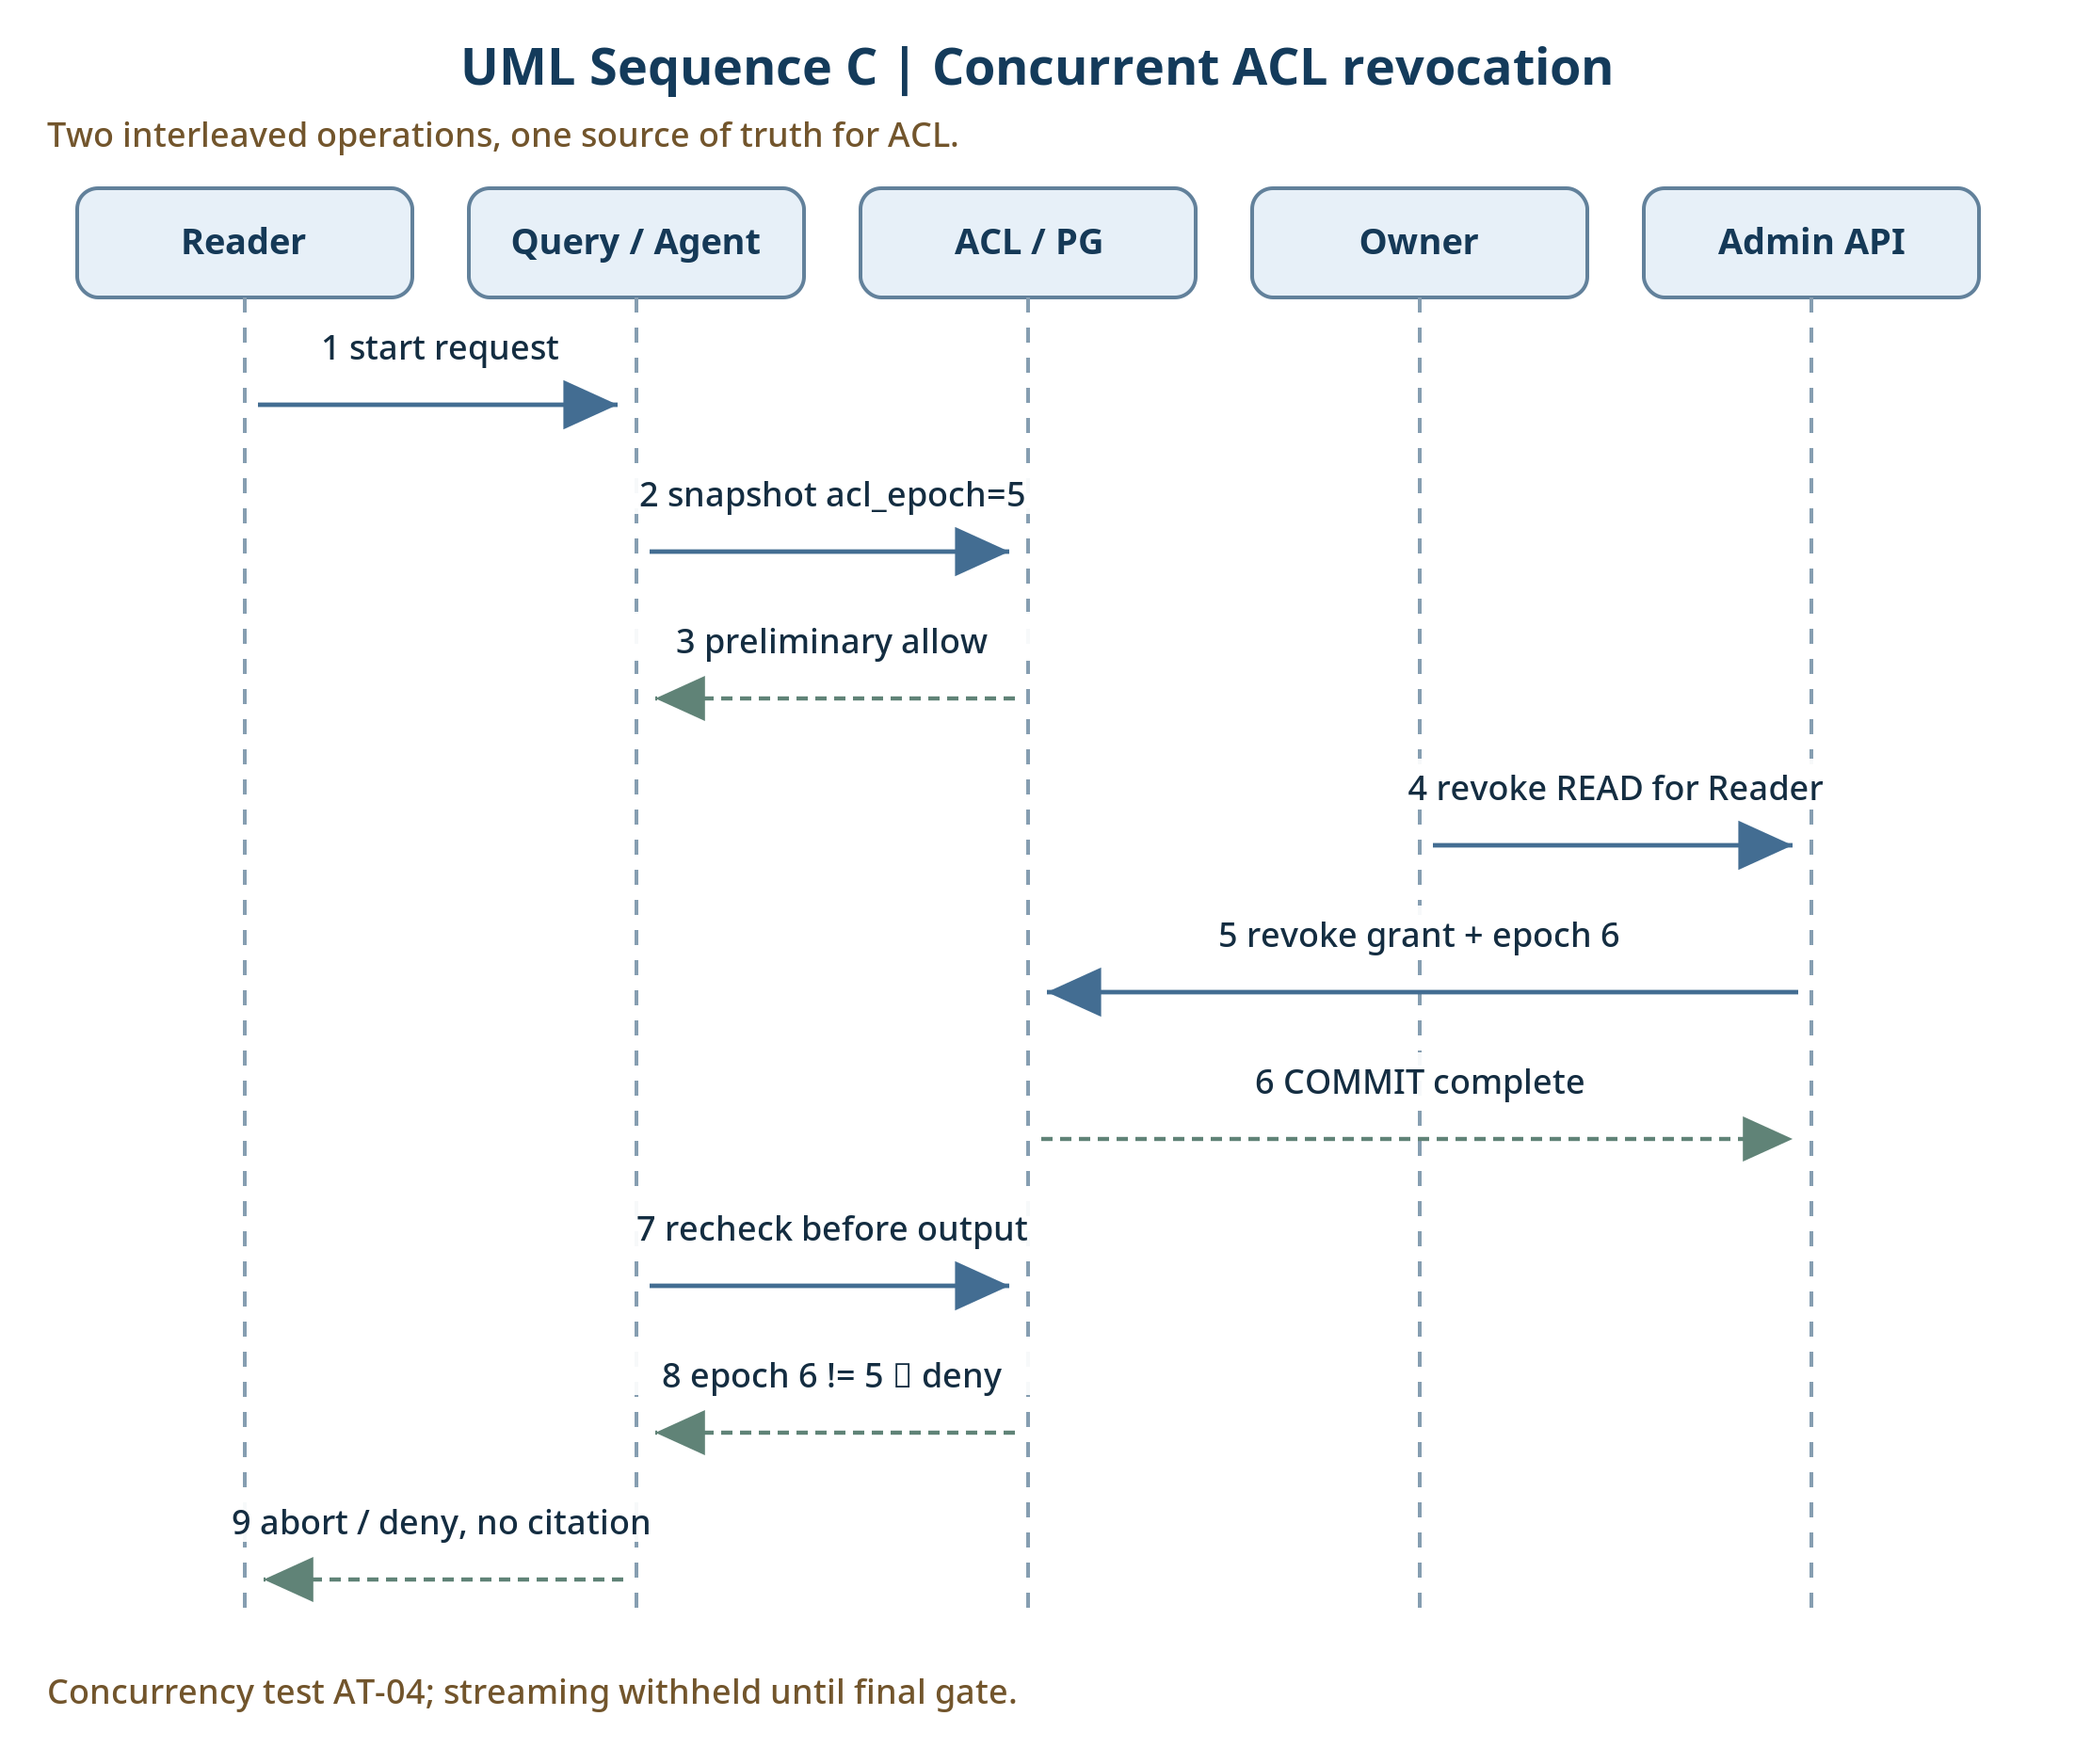 UML Sequence C | Concurrent ACL revocation
Two interleaved operations, one source of truth for ACL.
Reader
Query / Agent
ACL / PG
Owner
Admin API
1 start request
2 snapshot acl_epoch=5
3 preliminary allow
4 revoke READ for Reader
5 revoke grant + epoch 6
6 COMMIT complete
7 recheck before output
8 epoch 6 != 5 ▯ deny
9 abort / deny, no citation
Concurrency test AT-04; streaming withheld until final gate.